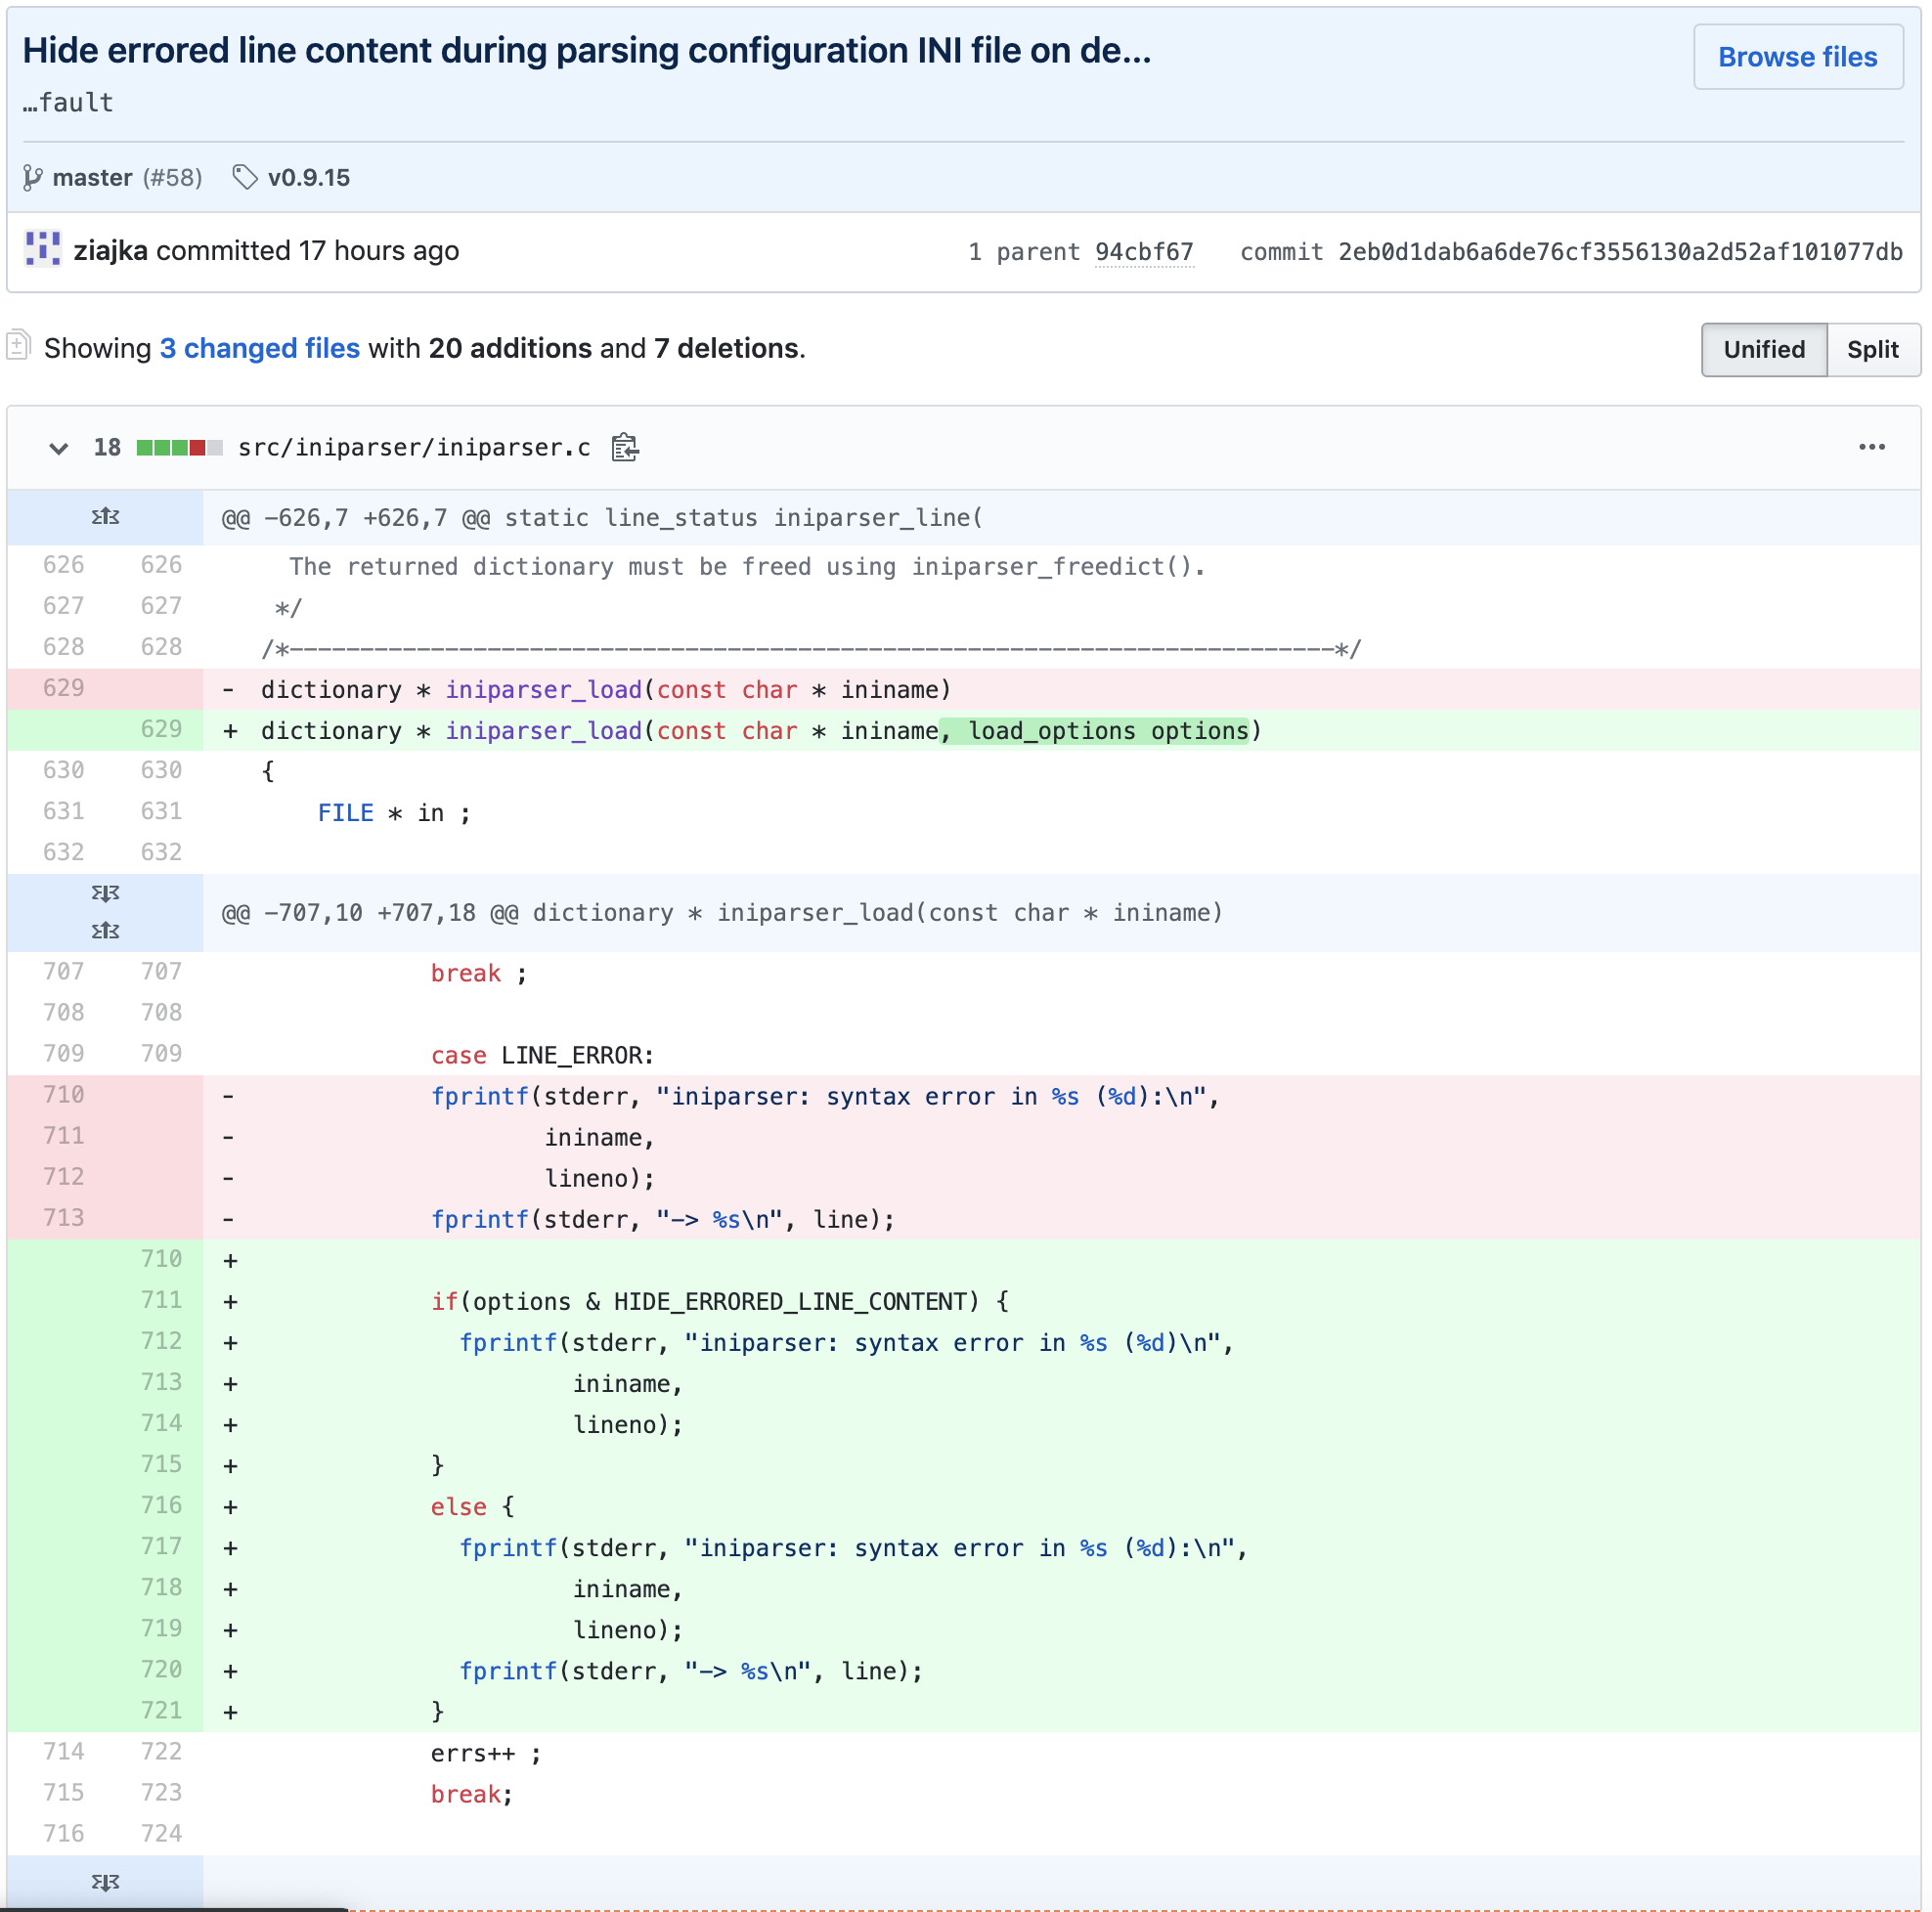 Hide errored line content during parsing configuration INI file on de...
Browse files
…fault
master (#58) v0.9.15
ziajka committed 17 hours ago
1 parent 94cbf67 commit 2eb0d1dab6a6de76cf3556130a2d52af101077db
Showing 3 changed files with 20 additions and 7 deletions.
Unified Split
18 src/iniparser/iniparser.c
@@ -626,7 +626,7 @@ static line_status iniparser_line(
626 626 The returned dictionary must be freed using iniparser_freedict().
627 627 */
628 628 /*--------------------------------------------------------------------------*/
629 - dictionary * iniparser_load(const char * ininame)
629 + dictionary * iniparser_load(const char * ininame, load_options options)
630 630 {
631 631 FILE * in ;
632 632
@@ -707,10 +707,18 @@ dictionary * iniparser_load(const char * ininame)
707 707 break ;
708 708
709 709 case LINE_ERROR:
710 - fprintf(stderr, "iniparser: syntax error in %s (%d):\n",
711 - ininame,
712 - lineno);
713 - fprintf(stderr, "-> %s\n", line);
710 +
711 + if(options & HIDE_ERRORED_LINE_CONTENT) {
712 + fprintf(stderr, "iniparser: syntax error in %s (%d)\n",
713 + ininame,
714 + lineno);
715 + }
716 + else {
717 + fprintf(stderr, "iniparser: syntax error in %s (%d):\n",
718 + ininame,
719 + lineno);
720 + fprintf(stderr, "-> %s\n", line);
721 + }
714 722 errs++ ;
715 723 break;
716 724